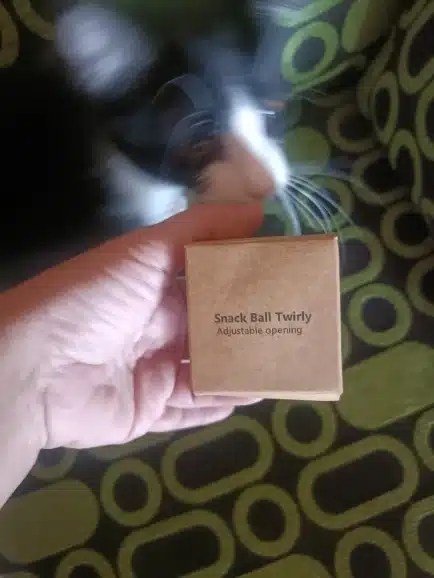 Snack Ball Twirly
Adjustable opening